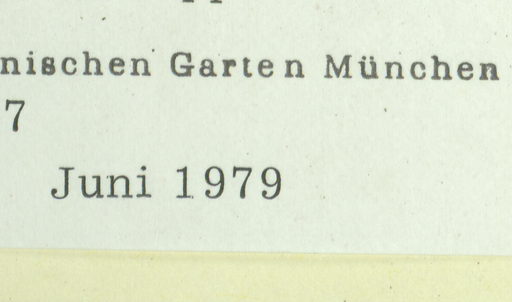 nischen Garten München
7
Juni 1979